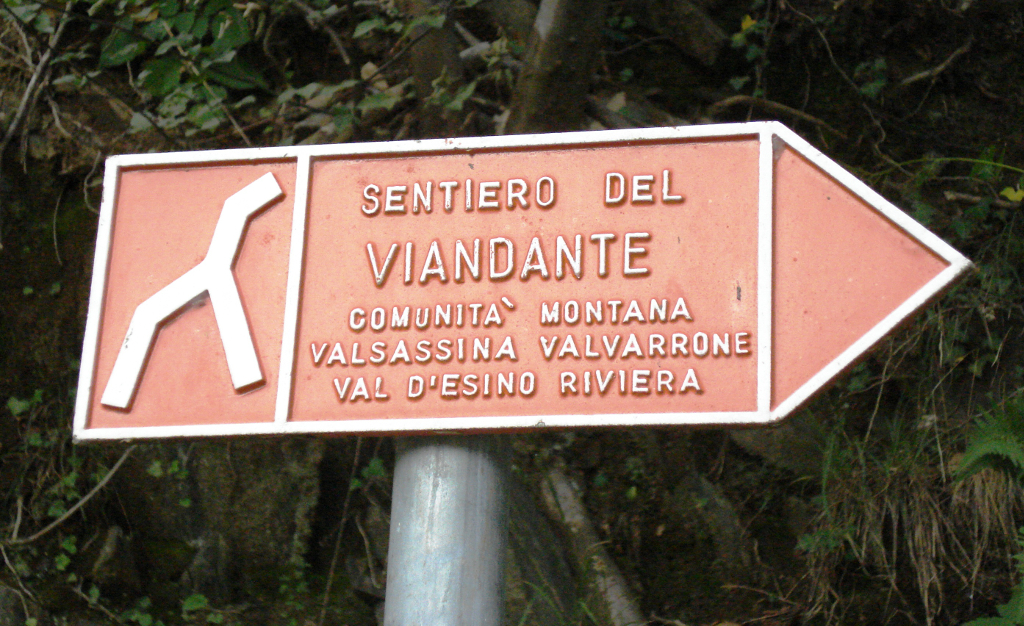 SENTIERO DEL
VIANDANTE
COMUNITA` MONTANA
VALSASSINA VALVARRONE
VAL D'ESINO RIVIERA